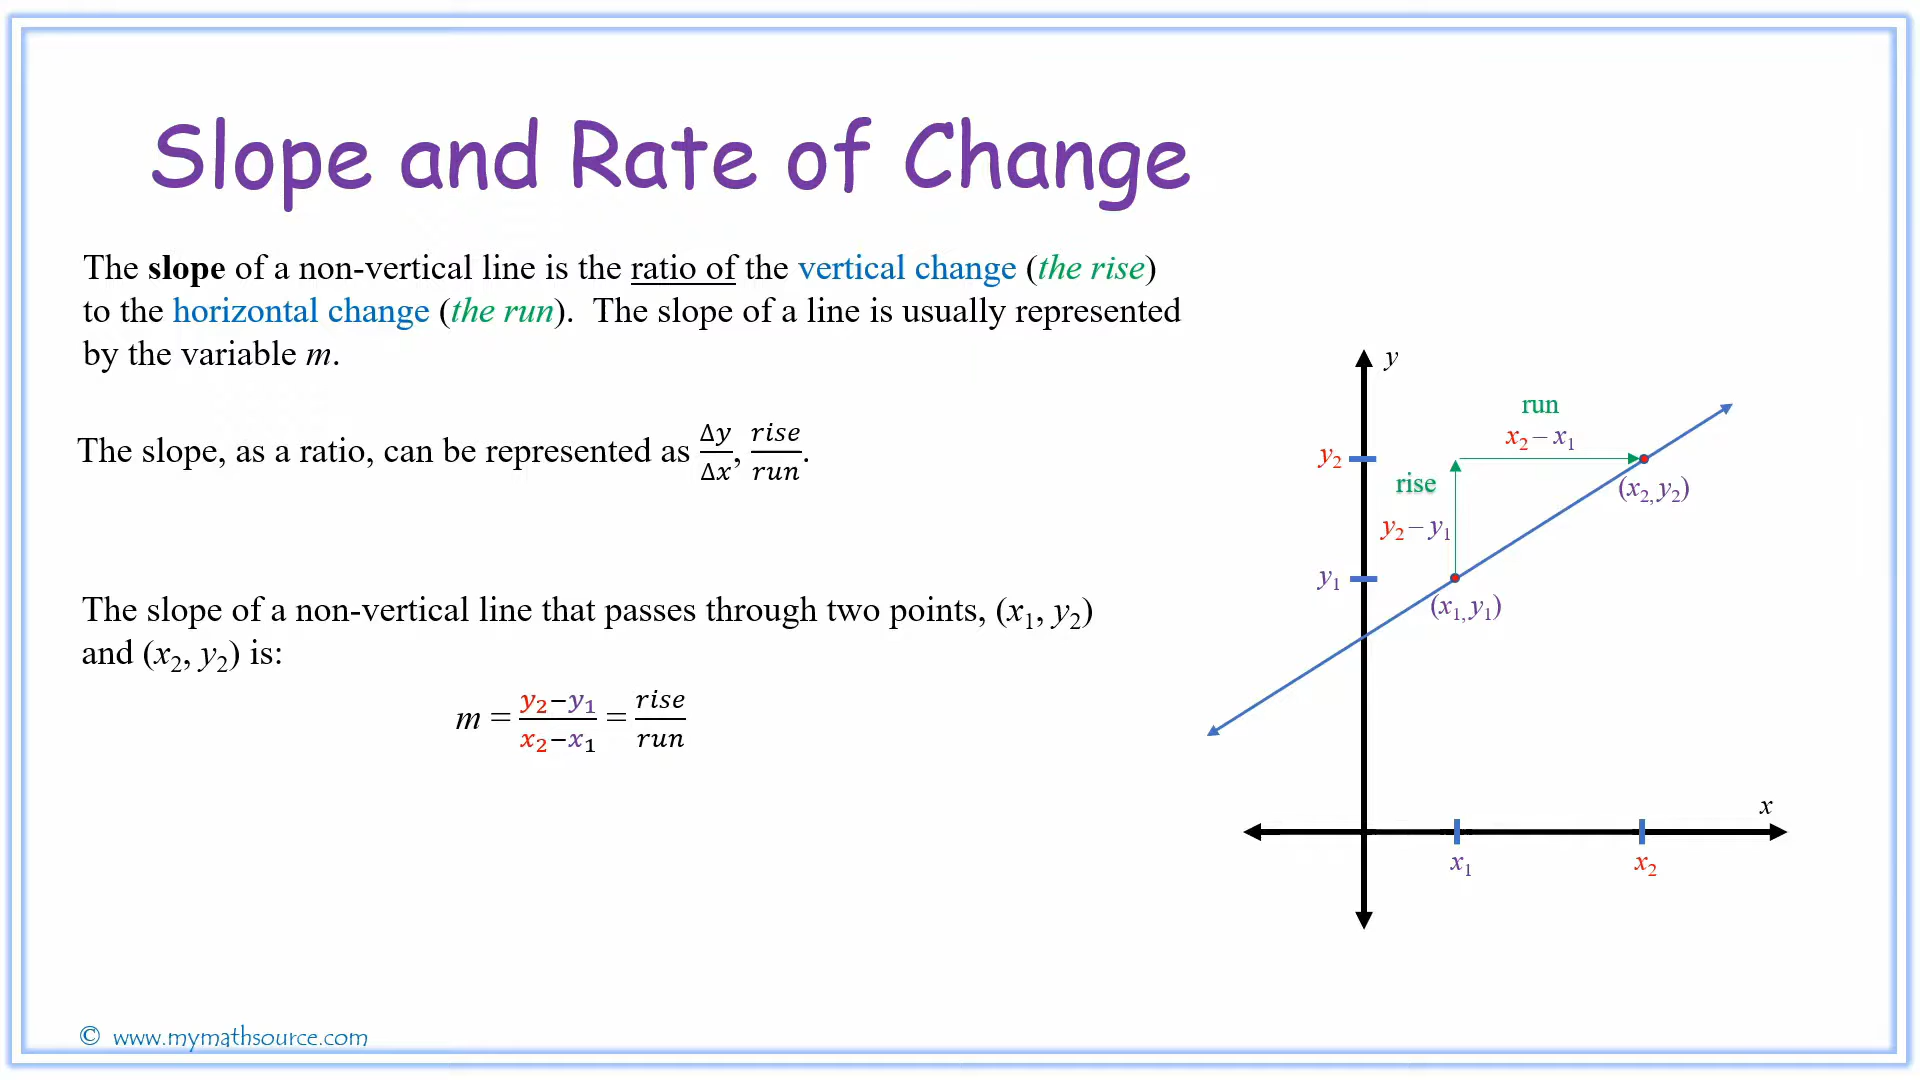 Slope and Rate of Change
The slope of a non-vertical line is the ratio of the vertical change (the rise)
to the horizontal change (the run).  The slope of a line is usually represented
by the variable m.
The slope, as a ratio, can be represented as Δy/Δx, rise/run.
The slope of a non-vertical line that passes through two points, (x₁, y₂)
and (x₂, y₂) is:
m = y₂−y₁/x₂−x₁ = rise/run
y
run
x₂ – x₁
y₂
rise
(x₂, y₂)
y₂ – y₁
y₁
(x₁, y₁)
x
x₁
x₂
© www.mymathsource.com